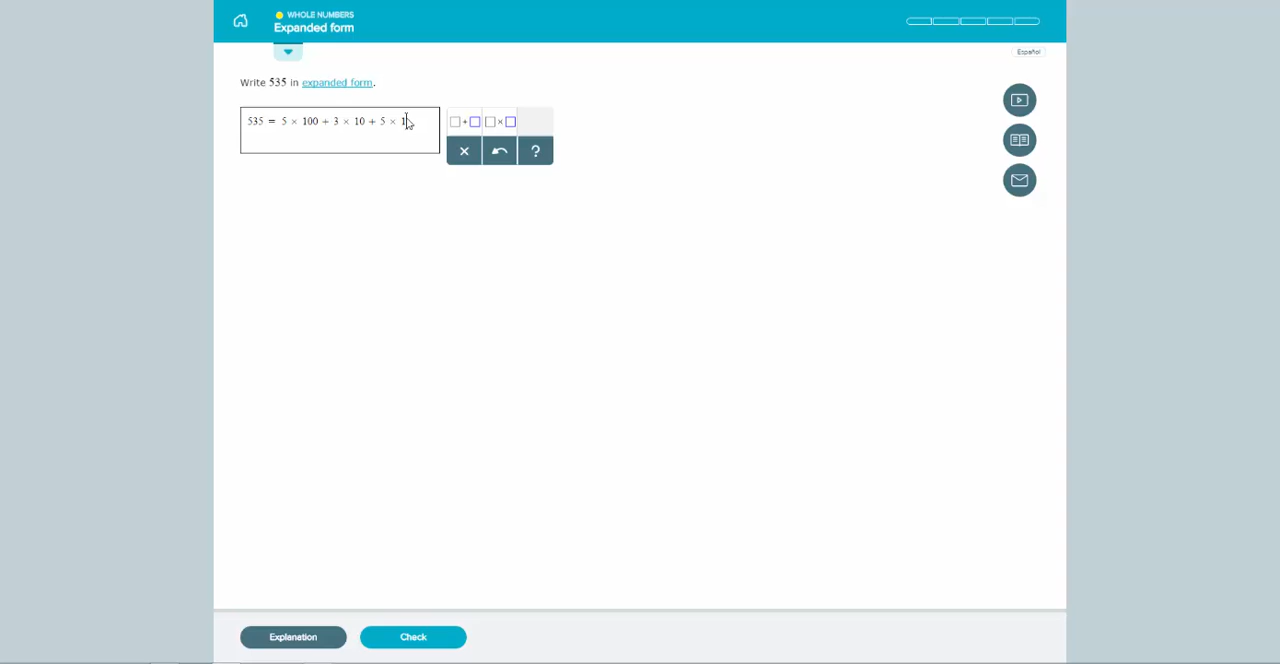 WHOLE NUMBERS
Expanded form
Español
Write 535 in expanded form.
535 = 5 × 100 + 3 × 10 + 5 × 1
□ + □ □ × □
× ?
Explanation
Check